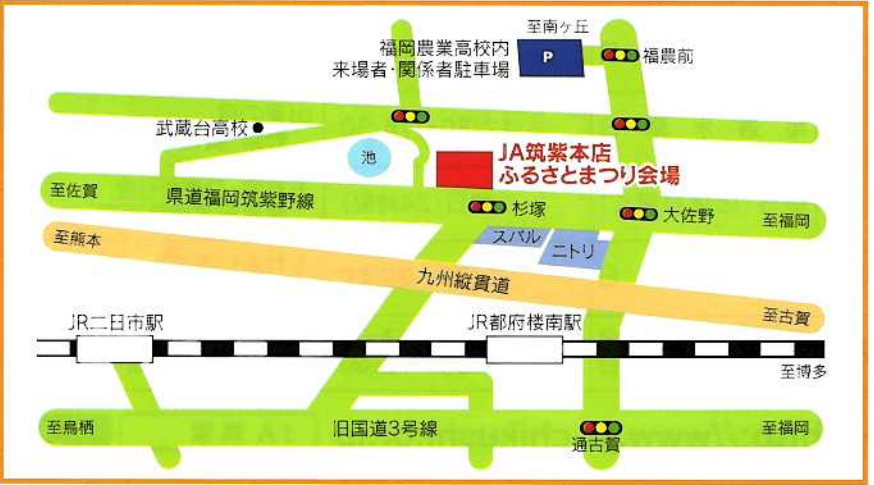 至南ヶ丘
福岡農業高校内
来場者・関係者駐車場
P
福農前
武蔵台高校
池
JA筑紫本店
ふるさとまつり会場
至佐賀
県道福岡筑紫野線
杉塚
大佐野
至福岡
スバル
ニトリ
至熊本
九州縦貫道
至古賀
JR二日市駅
JR都府楼南駅
至博多
至鳥栖
旧国道3号線
通古賀
至福岡